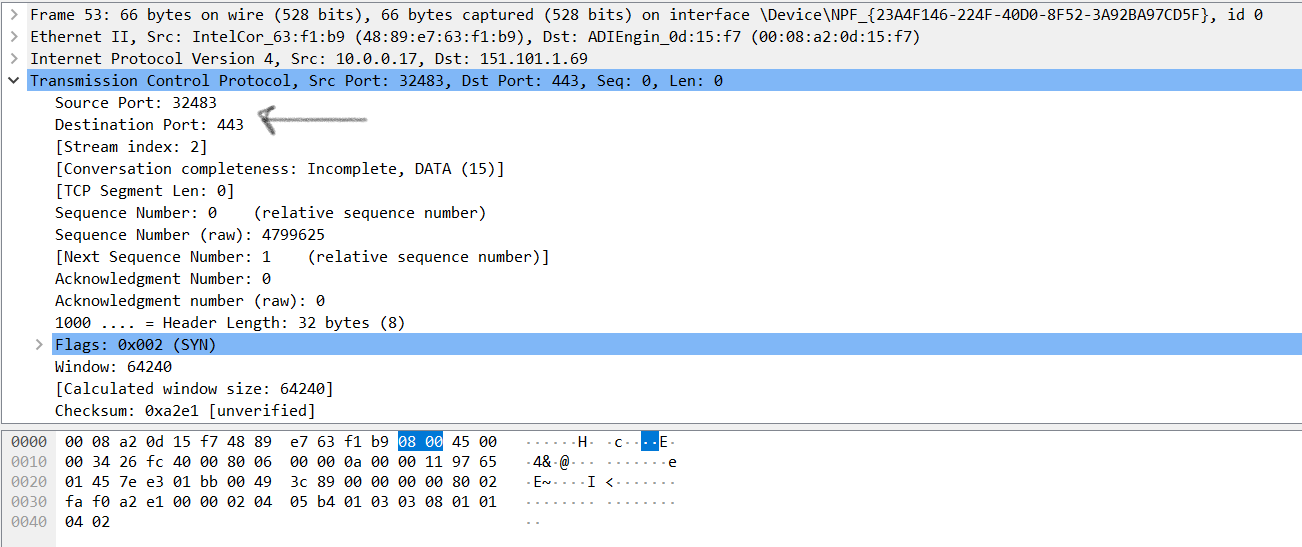 Frame 53: 66 bytes on wire (528 bits), 66 bytes captured (528 bits) on interface \Device\NPF_{23A4F146-224F-40D0-8F52-3A92BA97CD5F}, id 0
Ethernet II, Src: IntelCor_63:f1:b9 (48:89:e7:63:f1:b9), Dst: ADIEngin_0d:15:f7 (00:08:a2:0d:15:f7)
Internet Protocol Version 4, Src: 10.0.0.17, Dst: 151.101.1.69
Transmission Control Protocol, Src Port: 32483, Dst Port: 443, Seq: 0, Len: 0
Source Port: 32483
Destination Port: 443
[Stream index: 2]
[Conversation completeness: Incomplete, DATA (15)]
[TCP Segment Len: 0]
Sequence Number: 0    (relative sequence number)
Sequence Number (raw): 4799625
[Next Sequence Number: 1    (relative sequence number)]
Acknowledgment Number: 0
Acknowledgment number (raw): 0
1000 .... = Header Length: 32 bytes (8)
Flags: 0x002 (SYN)
Window: 64240
[Calculated window size: 64240]
Checksum: 0xa2e1 [unverified]
0000  00 08 a2 0d 15 f7 48 89  e7 63 f1 b9 08 00 45 00  ······H· ·c····E·
0010  00 34 26 fc 40 00 80 06  00 00 0a 00 00 11 97 65  ·4&·@··· ·······e
0020  01 45 7e e3 01 bb 00 49  3c 89 00 00 00 00 80 02  ·E~····I <·······
0030  fa f0 a2 e1 00 00 02 04  05 b4 01 03 03 08 01 01  ········ ········
0040  04 02  ··